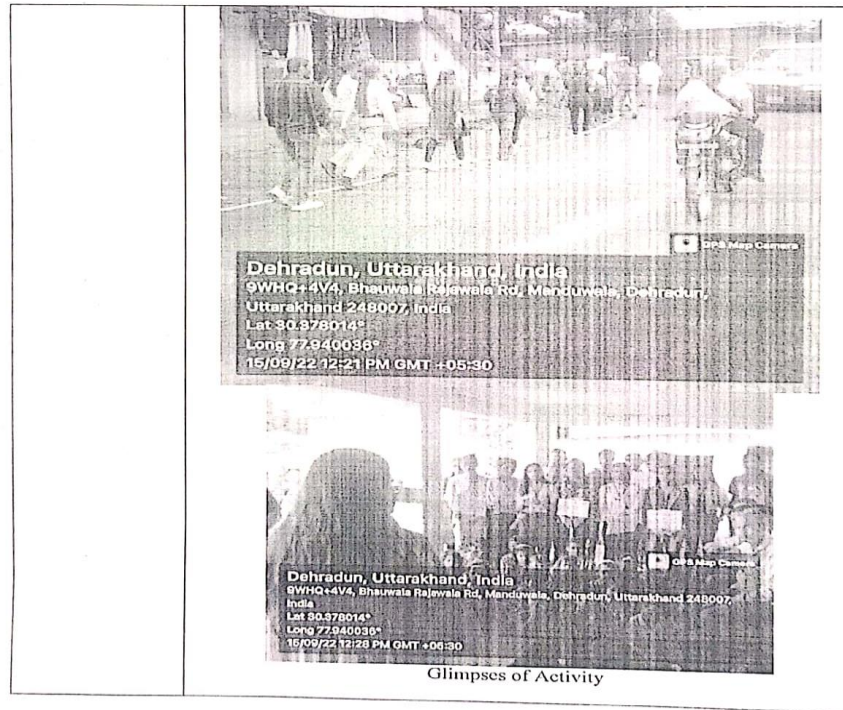 GPS Map Camera
Dehradun, Uttarakhand, India
9WHQ+4V4, Bhauwala Rajawala Rd, Manduwala, Dehradun,
Uttarakhand 248007, India
Lat 30.378014°
Long 77.940036°
15/09/22 12:21 PM GMT +05:30
GPS Map Camera
Dehradun, Uttarakhand, India
9WHQ+4V4, Bhauwala Rajawala Rd, Manduwala, Dehradun, Uttarakhand 248007,
India
Lat 30.378014°
Long 77.940036°
15/09/22 12:28 PM GMT +05:30
Glimpses of Activity